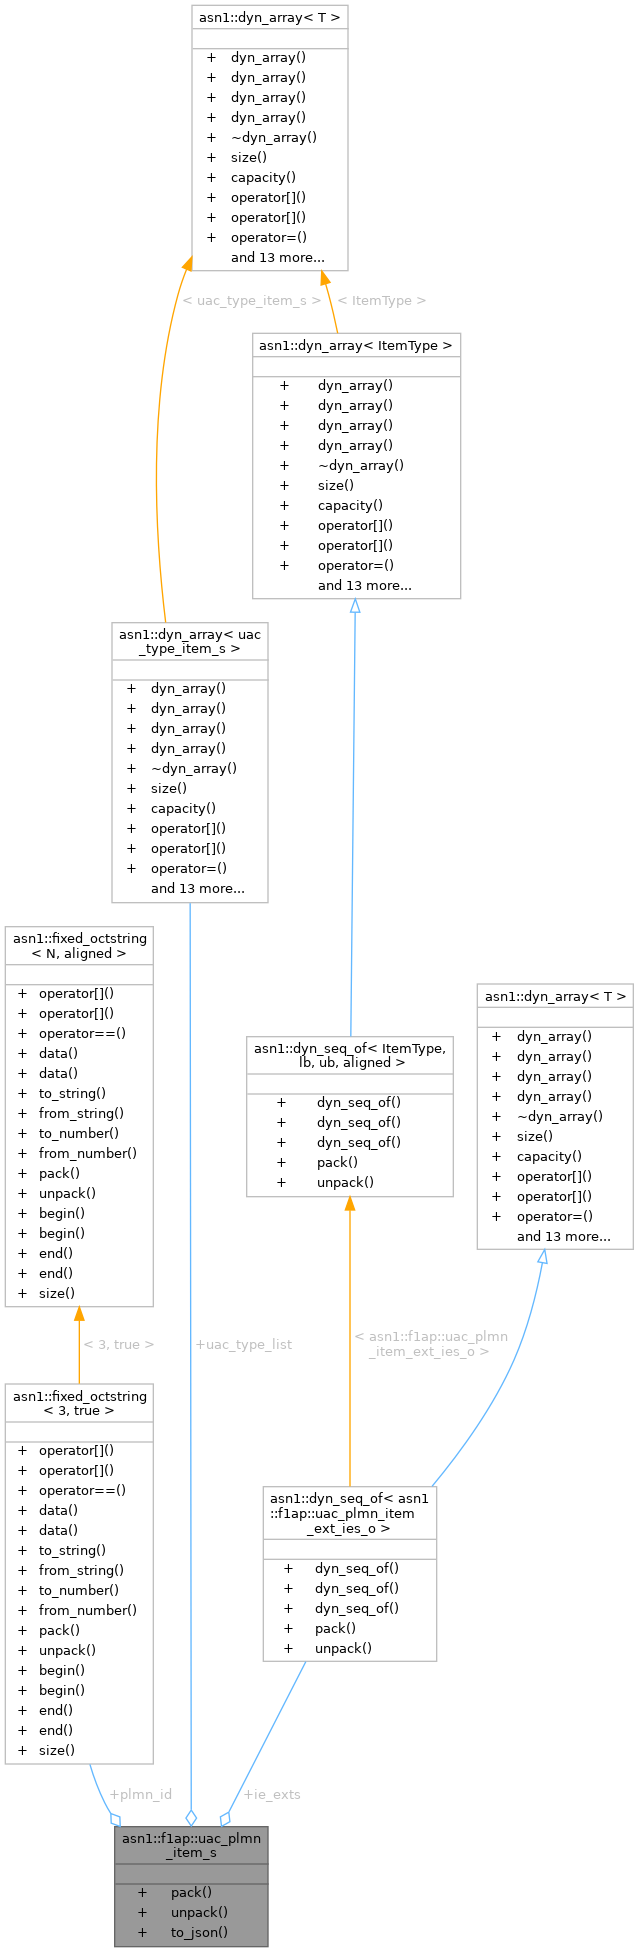 asn1::dyn_array< T >
+ dyn_array()
+ dyn_array()
+ dyn_array()
+ dyn_array()
+ ~dyn_array()
+ size()
+ capacity()
+ operator[]()
+ operator[]()
+ operator=()
and 13 more...
< uac_type_item_s >
< ItemType >
asn1::dyn_array< ItemType >
+ dyn_array()
+ dyn_array()
+ dyn_array()
+ dyn_array()
+ ~dyn_array()
+ size()
+ capacity()
+ operator[]()
+ operator[]()
+ operator=()
and 13 more...
asn1::dyn_array< uac
_type_item_s >
+ dyn_array()
+ dyn_array()
+ dyn_array()
+ dyn_array()
+ ~dyn_array()
+ size()
+ capacity()
+ operator[]()
+ operator[]()
+ operator=()
and 13 more...
asn1::fixed_octstring
< N, aligned >
+ operator[]()
+ operator[]()
+ operator==()
+ data()
+ data()
+ to_string()
+ from_string()
+ to_number()
+ from_number()
+ pack()
+ unpack()
+ begin()
+ begin()
+ end()
+ end()
+ size()
asn1::dyn_seq_of< ItemType,
lb, ub, aligned >
+ dyn_seq_of()
+ dyn_seq_of()
+ dyn_seq_of()
+ pack()
+ unpack()
asn1::dyn_array< T >
+ dyn_array()
+ dyn_array()
+ dyn_array()
+ dyn_array()
+ ~dyn_array()
+ size()
+ capacity()
+ operator[]()
+ operator[]()
+ operator=()
and 13 more...
< 3, true >
+uac_type_list
< asn1::f1ap::uac_plmn
_item_ext_ies_o >
asn1::fixed_octstring
< 3, true >
+ operator[]()
+ operator[]()
+ operator==()
+ data()
+ data()
+ to_string()
+ from_string()
+ to_number()
+ from_number()
+ pack()
+ unpack()
+ begin()
+ begin()
+ end()
+ end()
+ size()
asn1::dyn_seq_of< asn1
::f1ap::uac_plmn_item
_ext_ies_o >
+ dyn_seq_of()
+ dyn_seq_of()
+ dyn_seq_of()
+ pack()
+ unpack()
+plmn_id
+ie_exts
asn1::f1ap::uac_plmn
_item_s
+ pack()
+ unpack()
+ to_json()